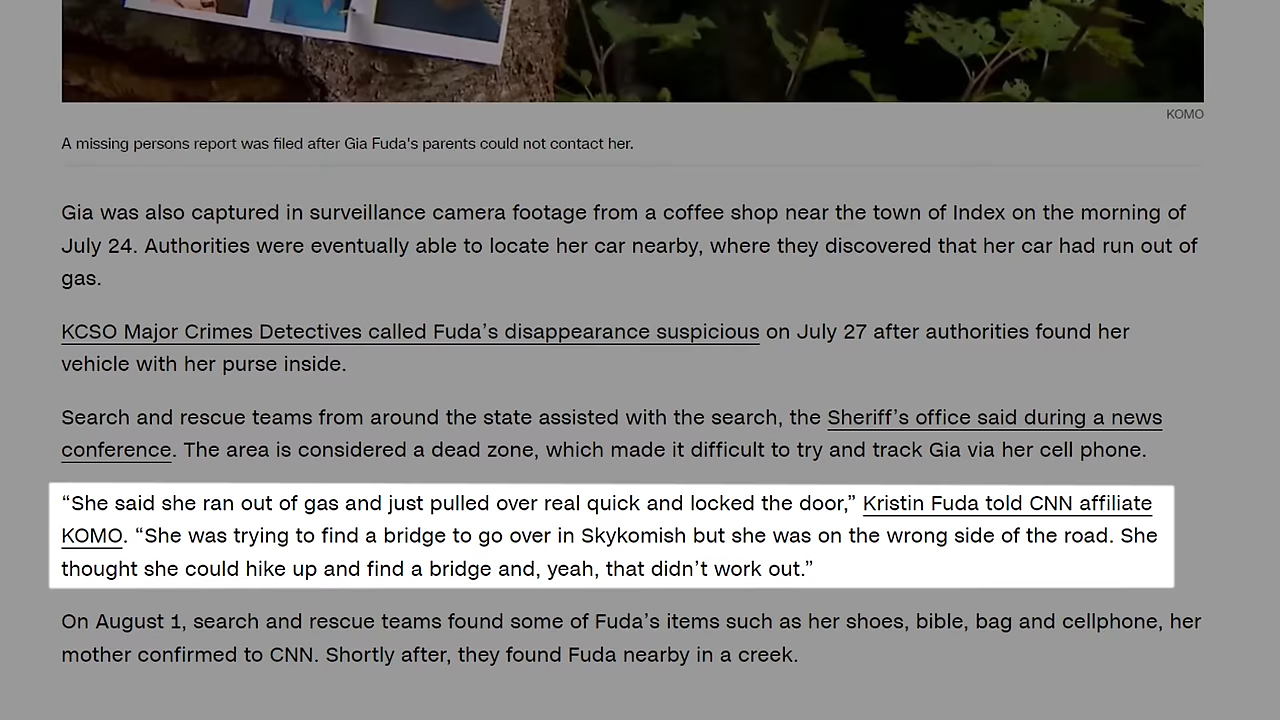 KOMO
A missing persons report was filed after Gia Fuda's parents could not contact her.
Gia was also captured in surveillance camera footage from a coffee shop near the town of Index on the morning of
July 24. Authorities were eventually able to locate her car nearby, where they discovered that her car had run out of
gas.
KCSO Major Crimes Detectives called Fuda’s disappearance suspicious on July 27 after authorities found her
vehicle with her purse inside.
Search and rescue teams from around the state assisted with the search, the Sheriff’s office said during a news
conference. The area is considered a dead zone, which made it difficult to try and track Gia via her cell phone.
“She said she ran out of gas and just pulled over real quick and locked the door,” Kristin Fuda told CNN affiliate
KOMO. “She was trying to find a bridge to go over in Skykomish but she was on the wrong side of the road. She
thought she could hike up and find a bridge and, yeah, that didn’t work out.”
On August 1, search and rescue teams found some of Fuda’s items such as her shoes, bible, bag and cellphone, her
mother confirmed to CNN. Shortly after, they found Fuda nearby in a creek.